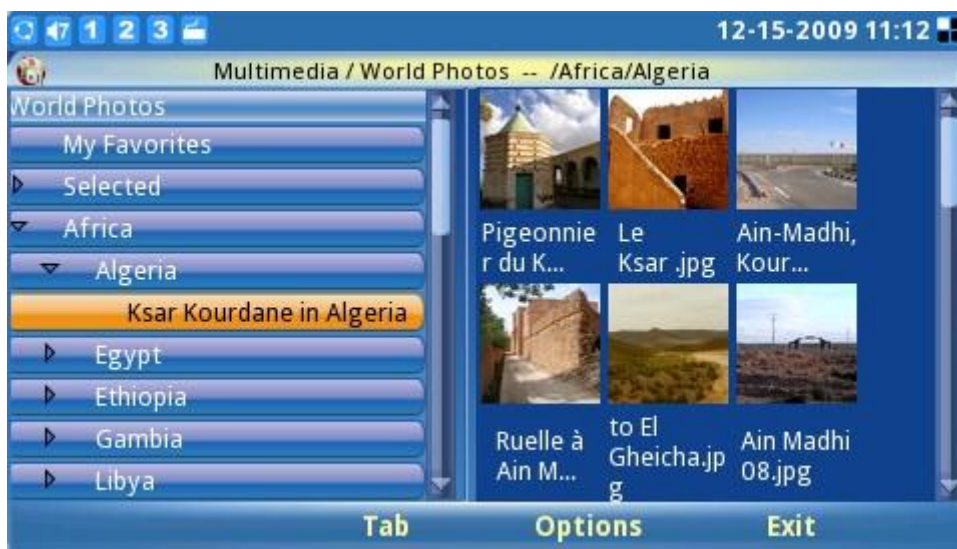 47 1 2 3 12-15-2009 11:12
Multimedia / World Photos -- /Africa/Algeria
World Photos
My Favorites
Selected
Africa
Algeria
Ksar Kourdane in Algeria
Egypt
Ethiopia
Gambia
Libya
Pigeonnie
r du K...
Le
Ksar .jpg
Ain-Madhi,
Kour...
Ruelle à
Ain M...
to El
Gheicha.jp
g
Ain Madhi
08.jpg
Tab Options Exit